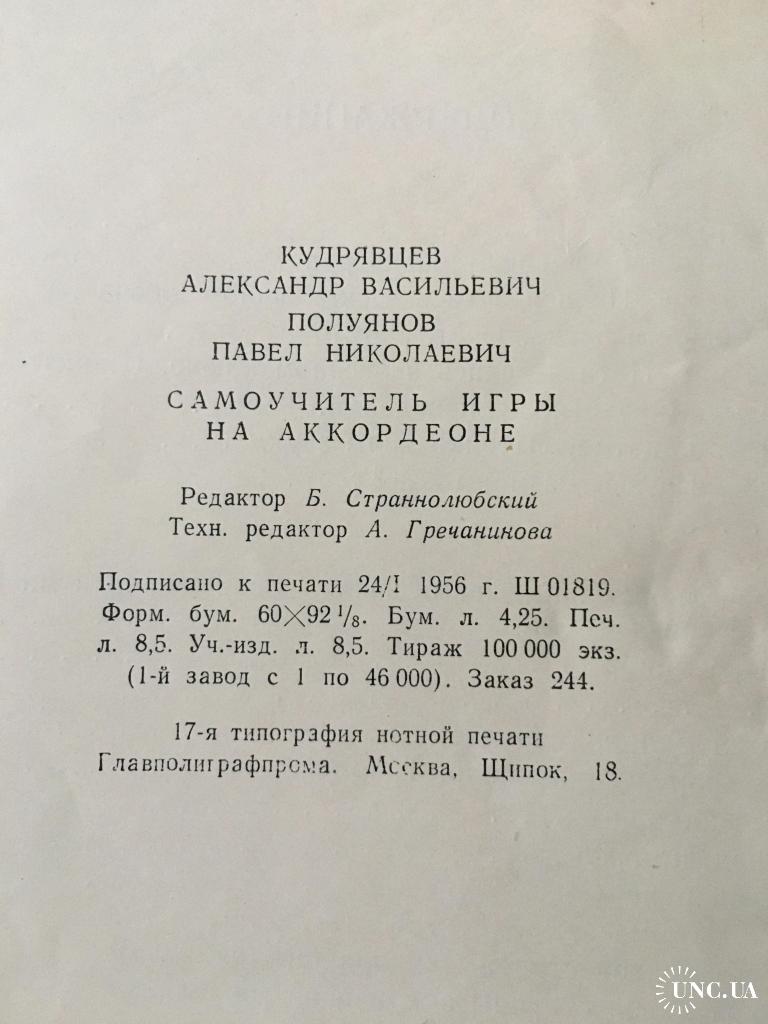 КУДРЯВЦЕВ
АЛЕКСАНДР ВАСИЛЬЕВИЧ
ПОЛУЯНОВ
ПАВЕЛ НИКОЛАЕВИЧ
САМОУЧИТЕЛЬ ИГРЫ
НА АККОРДЕОНЕ
Редактор Б. Страннолюбский
Техн. редактор А. Гречанинова
Подписано к печати 24/I 1956 г. Ш 01819.
Форм. бум. 60×92 1/8. Бум. л. 4,25. Печ.
л. 8,5. Уч.-изд. л. 8,5. Тираж 100 000 экз.
(1-й завод с 1 по 46 000). Заказ 244.
17-я типография нотной печати
Главполиграфпрома. Москва, Щипок, 18.
UNC.UA